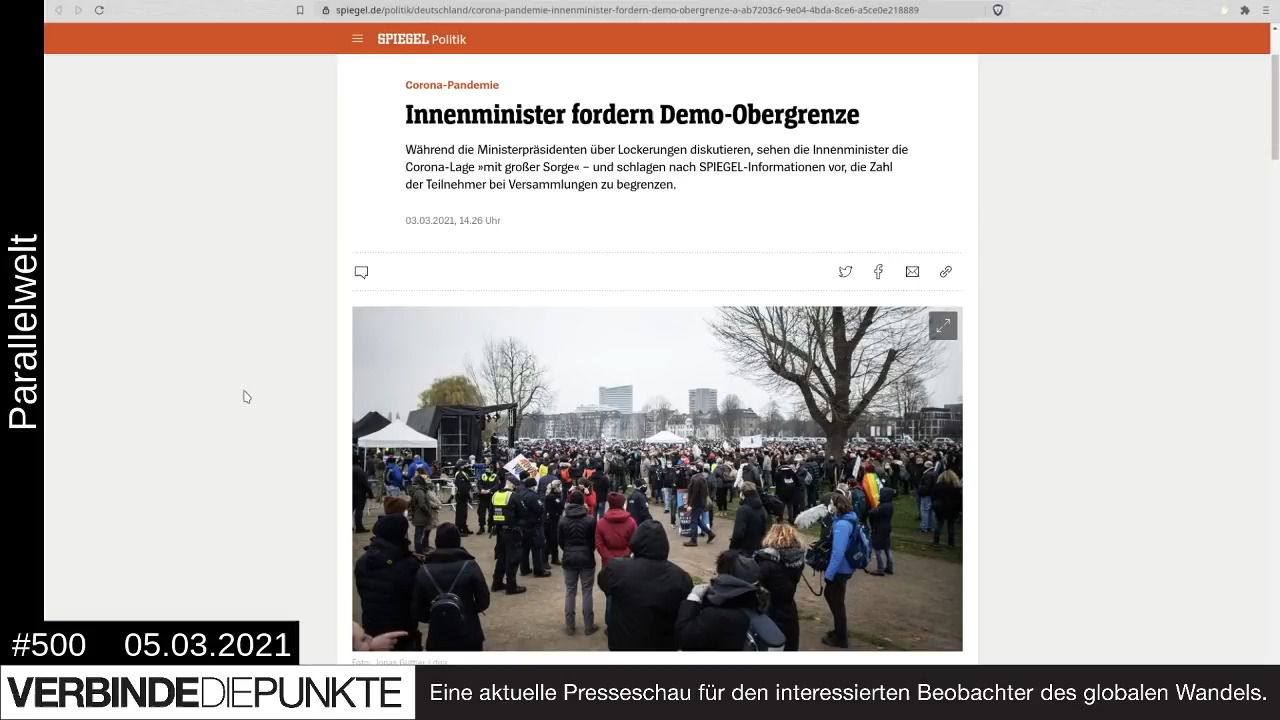 spiegel.de/politik/deutschland/corona-pandemie-innenminister-fordern-demo-obergrenze-a-ab7203c6-9e04-4bda-8ce6-a5ce0e218889
SPIEGEL Politik
Corona-Pandemie
Innenminister fordern Demo-Obergrenze
Während die Ministerpräsidenten über Lockerungen diskutieren, sehen die Innenminister die
Corona-Lage »mit großer Sorge« – und schlagen nach SPIEGEL-Informationen vor, die Zahl
der Teilnehmer bei Versammlungen zu begrenzen.
03.03.2021, 14.26 Uhr
Parallelwelt
#500 05.03.2021
VERBINDEDIEPUNKTE
Eine aktuelle Presseschau für den interessierten Beobachter des globalen Wandels.